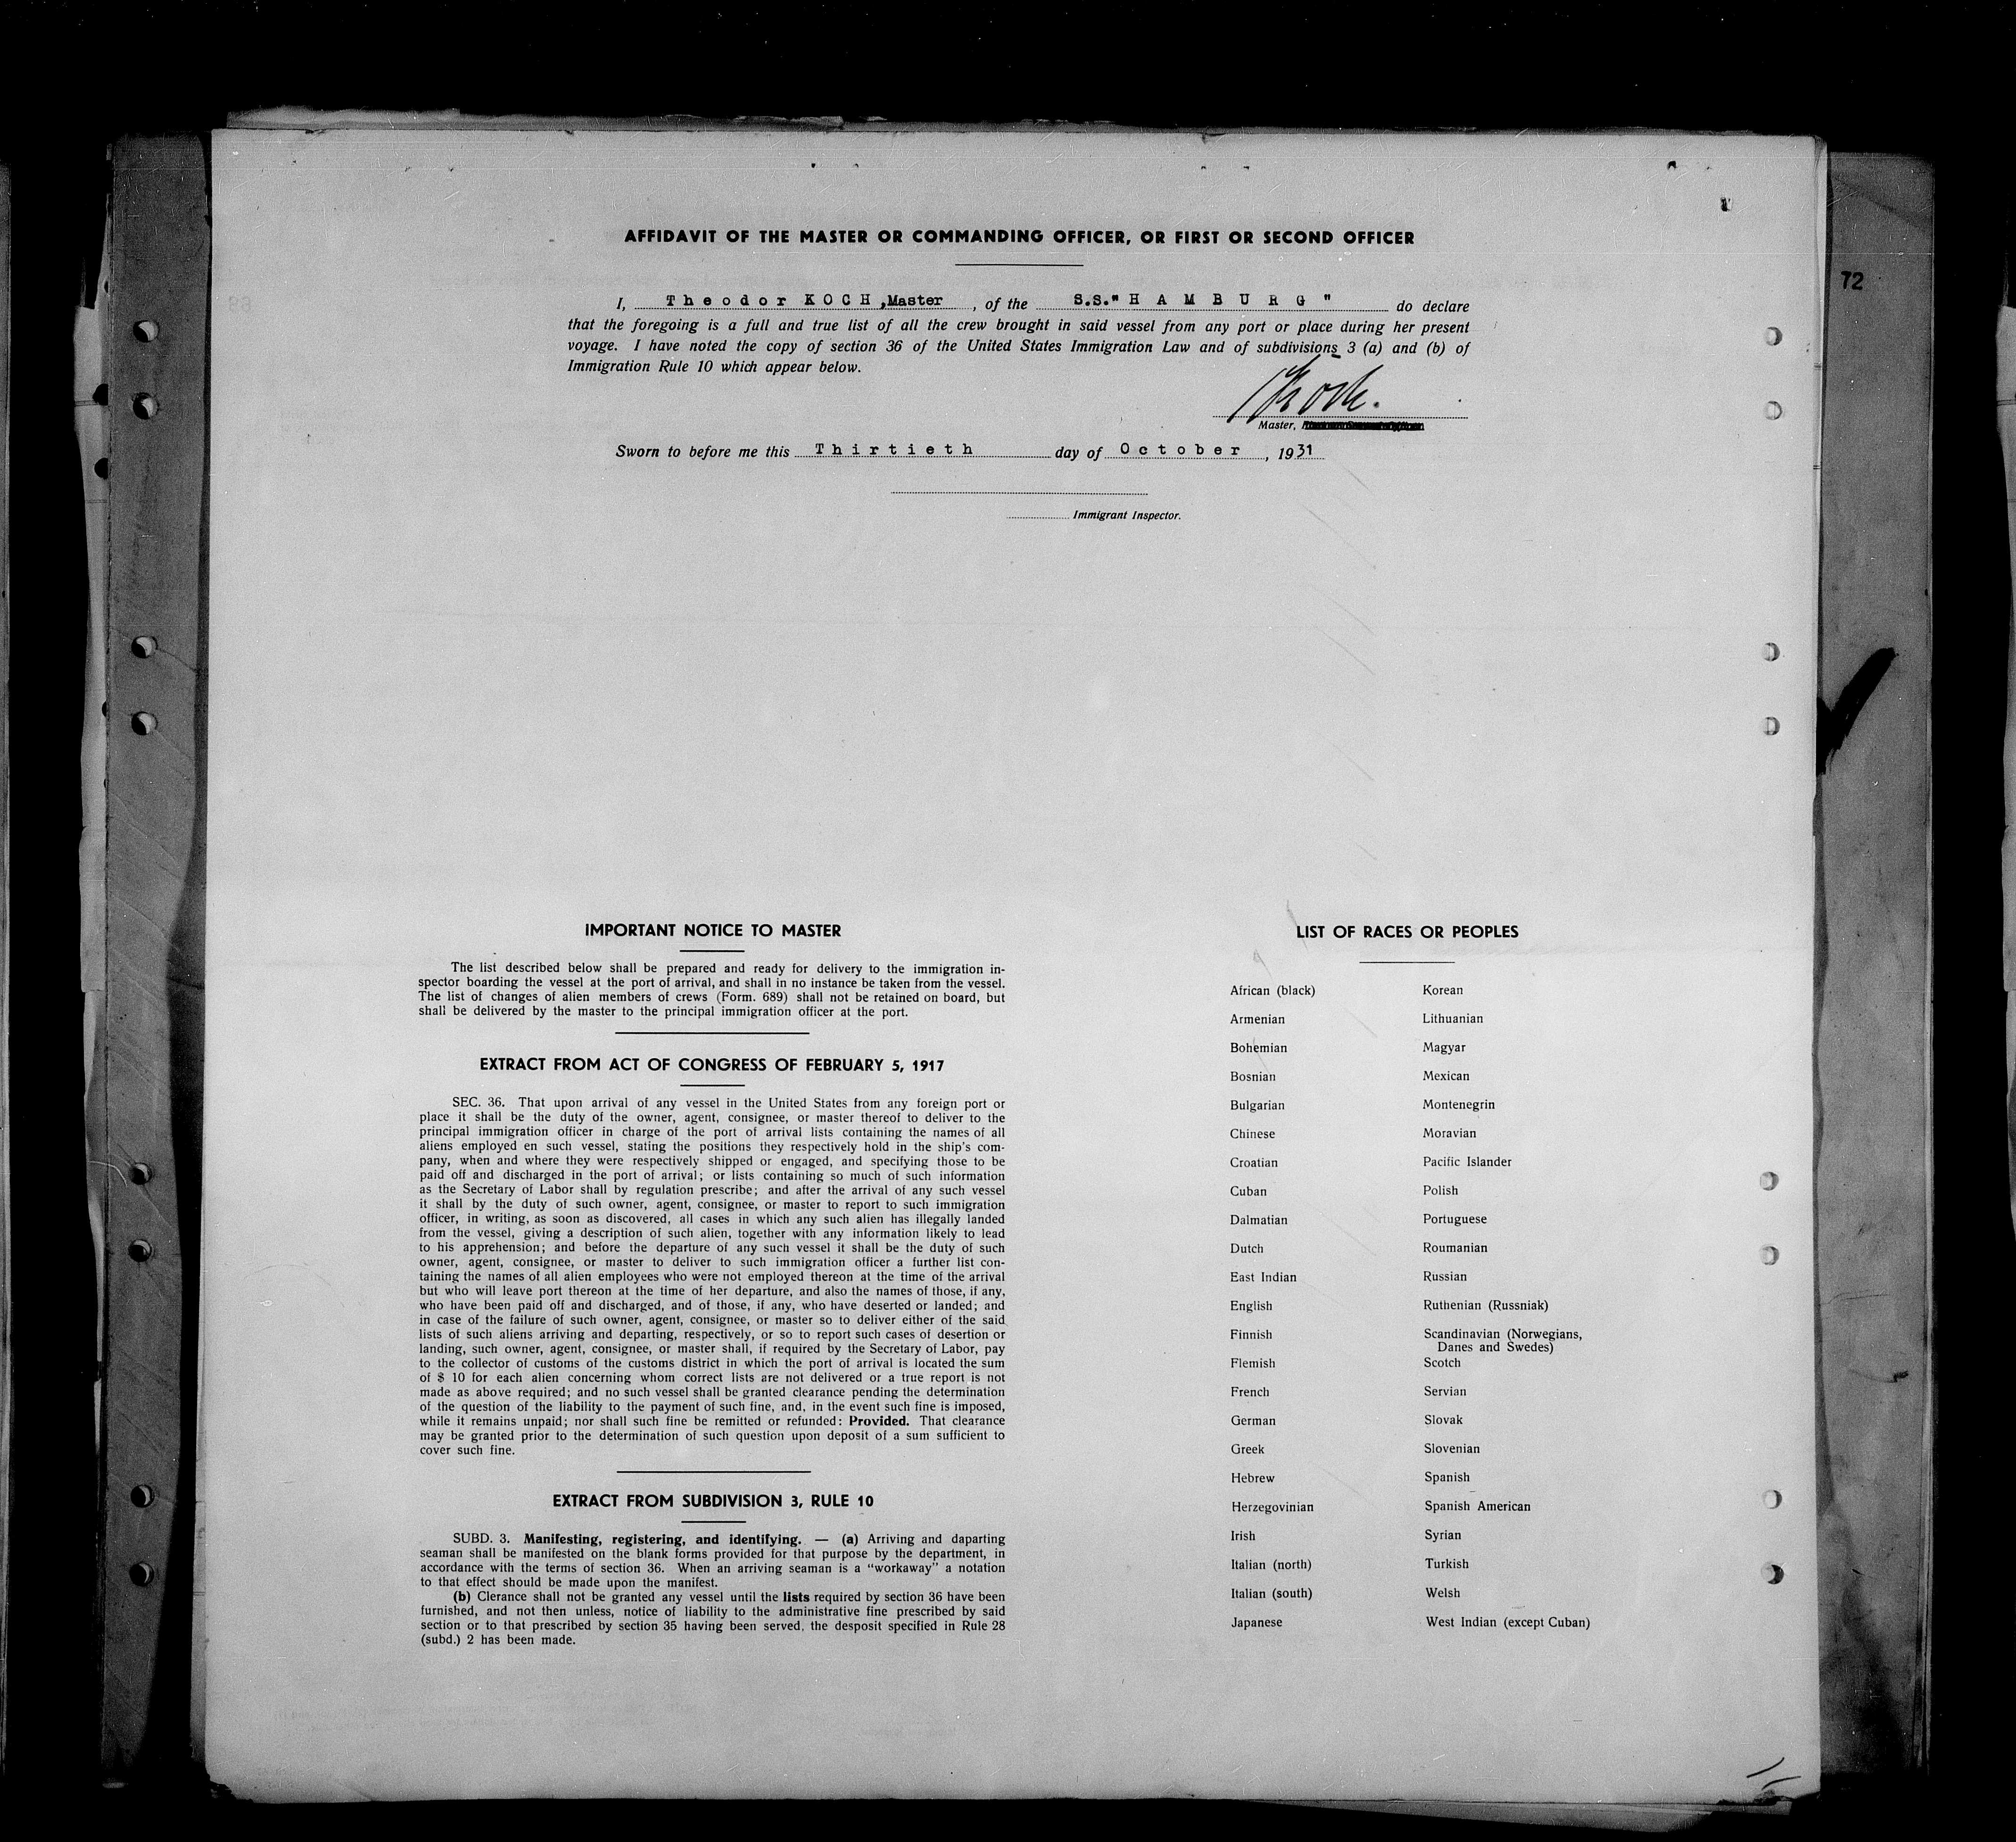 AFFIDAVIT OF THE MASTER OR COMMANDING OFFICER, OR FIRST OR SECOND OFFICER
72
I, Theodor KOCH, Master, of the S.S." H A M B U R G " do declare
that the foregoing is a full and true list of all the crew brought in said vessel from any port or place during her present
voyage. I have noted the copy of section 36 of the United States Immigration Law and of subdivisions 3 (a) and (b) of
Immigration Rule 10 which appear below.
Koch.
Master,
Sworn to before me this Thirtieth day of October, 1931
Immigrant Inspector.
IMPORTANT NOTICE TO MASTER
The list described below shall be prepared and ready for delivery to the immigration in-
spector boarding the vessel at the port of arrival, and shall in no instance be taken from the vessel.
The list of changes of alien members of crews (Form. 689) shall not be retained on board, but
shall be delivered by the master to the principal immigration officer at the port.
EXTRACT FROM ACT OF CONGRESS OF FEBRUARY 5, 1917
SEC. 36. That upon arrival of any vessel in the United States from any foreign port or
place it shall be the duty of the owner, agent, consignee, or master thereof to deliver to the
principal immigration officer in charge of the port of arrival lists containing the names of all
aliens employed en such vessel, stating the positions they respectively hold in the ship's com-
pany, when and where they were respectively shipped or engaged, and specifying those to be
paid off and discharged in the port of arrival; or lists containing so much of such information
as the Secretary of Labor shall by regulation prescribe; and after the arrival of any such vessel
it shall by the duty of such owner, agent, consignee, or master to report to such immigration
officer, in writing, as soon as discovered, all cases in which any such alien has illegally landed
from the vessel, giving a description of such alien, together with any information likely to lead
to his apprehension; and before the departure of any such vessel it shall be the duty of such
owner, agent, consignee, or master to deliver to such immigration officer a further list con-
taining the names of all alien employees who were not employed thereon at the time of the arrival
but who will leave port thereon at the time of her departure, and also the names of those, if any,
who have been paid off and discharged, and of those, if any, who have deserted or landed; and
in case of the failure of such owner, agent, consignee, or master so to deliver either of the said
lists of such aliens arriving and departing, respectively, or so to report such cases of desertion or
landing, such owner, agent, consignee, or master shall, if required by the Secretary of Labor, pay
to the collector of customs of the customs district in which the port of arrival is located the sum
of $ 10 for each alien concerning whom correct lists are not delivered or a true report is not
made as above required; and no such vessel shall be granted clearance pending the determination
of the question of the liability to the payment of such fine, and, in the event such fine is imposed,
while it remains unpaid; nor shall such fine be remitted or refunded: Provided. That clearance
may be granted prior to the determination of such question upon deposit of a sum sufficient to
cover such fine.
EXTRACT FROM SUBDIVISION 3, RULE 10
SUBD. 3. Manifesting, registering, and identifying. — (a) Arriving and daparting
seaman shall be manifested on the blank forms provided for that purpose by the department, in
accordance with the terms of section 36. When an arriving seaman is a "workaway" a notation
to that effect should be made upon the manifest.
(b) Clerance shall not be granted any vessel until the lists required by section 36 have been
furnished, and not then unless, notice of liability to the administrative fine prescribed by said
section or to that prescribed by section 35 having been served, the desposit specified in Rule 28
(subd.) 2 has been made.
LIST OF RACES OR PEOPLES
African (black)
Armenian
Bohemian
Bosnian
Bulgarian
Chinese
Croatian
Cuban
Dalmatian
Dutch
East Indian
English
Finnish
Flemish
French
German
Greek
Hebrew
Herzegovinian
Irish
Italian (north)
Italian (south)
Japanese
Korean
Lithuanian
Magyar
Mexican
Montenegrin
Moravian
Pacific Islander
Polish
Portuguese
Roumanian
Russian
Ruthenian (Russniak)
Scandinavian (Norwegians,
Danes and Swedes)
Scotch
Servian
Slovak
Slovenian
Spanish
Spanish American
Syrian
Turkish
Welsh
West Indian (except Cuban)